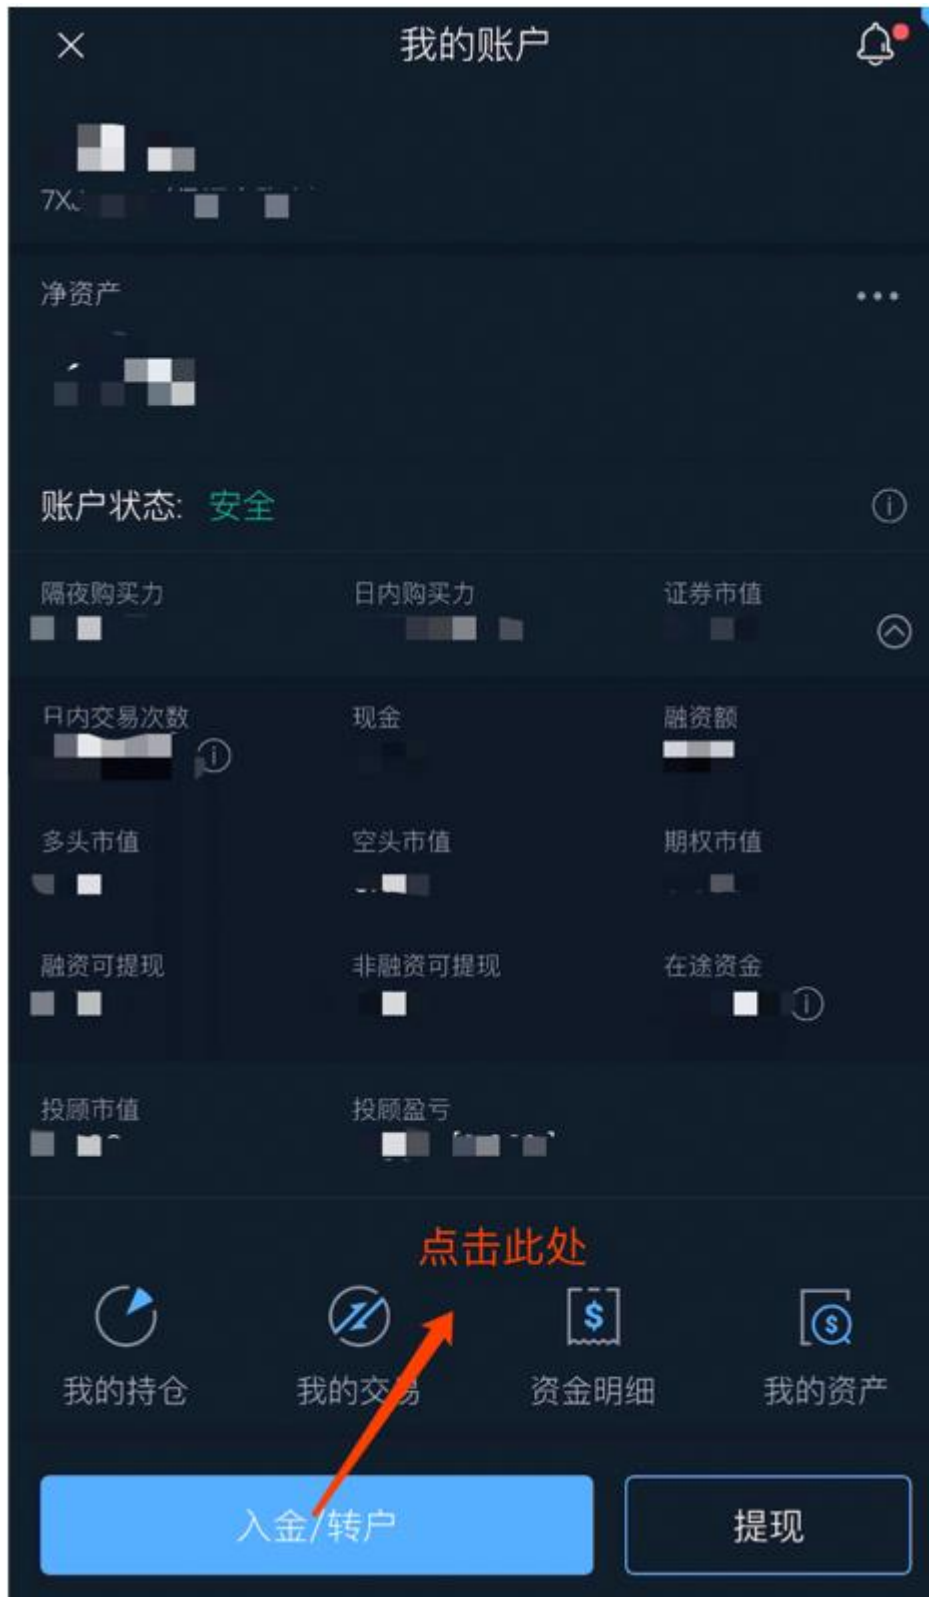 我的账户
净资产
账户状态: 安全
隔夜购买力 日内购买力 证券市值
日内交易次数 现金 融资额
多头市值 空头市值 期权市值
融资可提现 非融资可提现 在途资金
投顾市值 投顾盈亏
点击此处
我的持仓 我的交易 资金明细 我的资产
入金/转户 提现